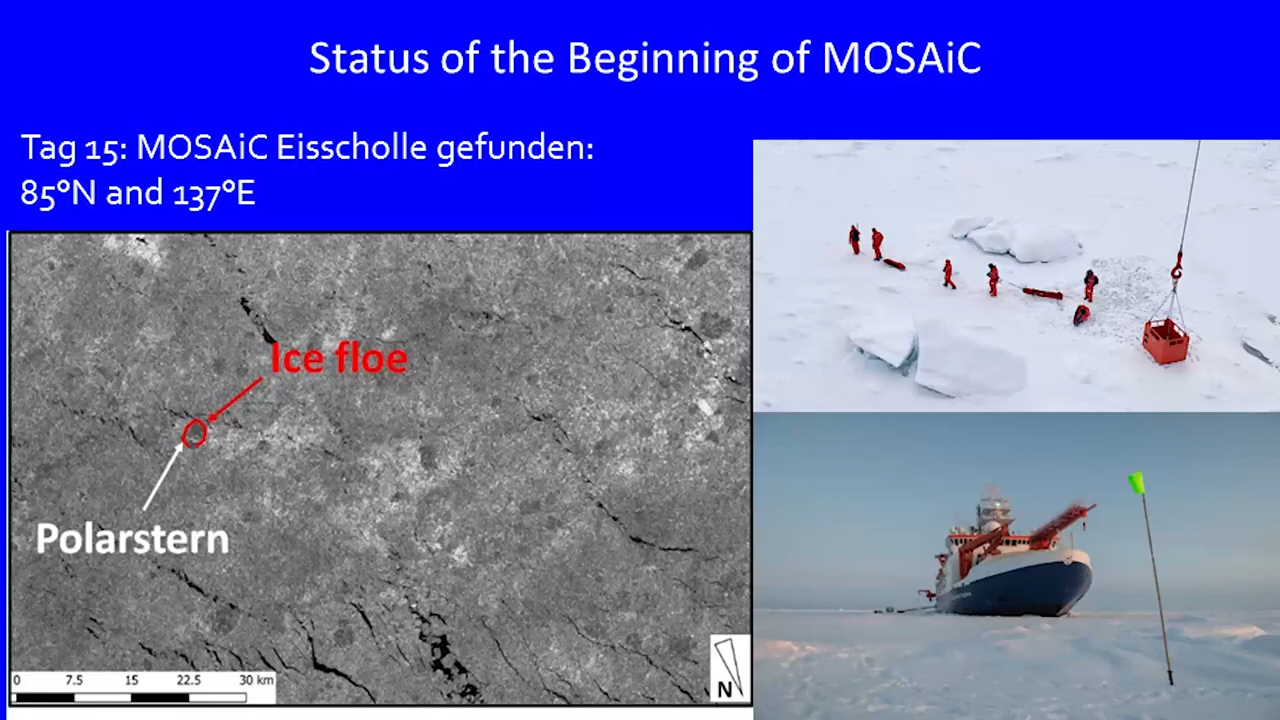 Status of the Beginning of MOSAiC
Tag 15: MOSAiC Eisscholle gefunden:
85°N and 137°E
Ice floe
Polarstern
0 7.5 15 22.5 30 km
N